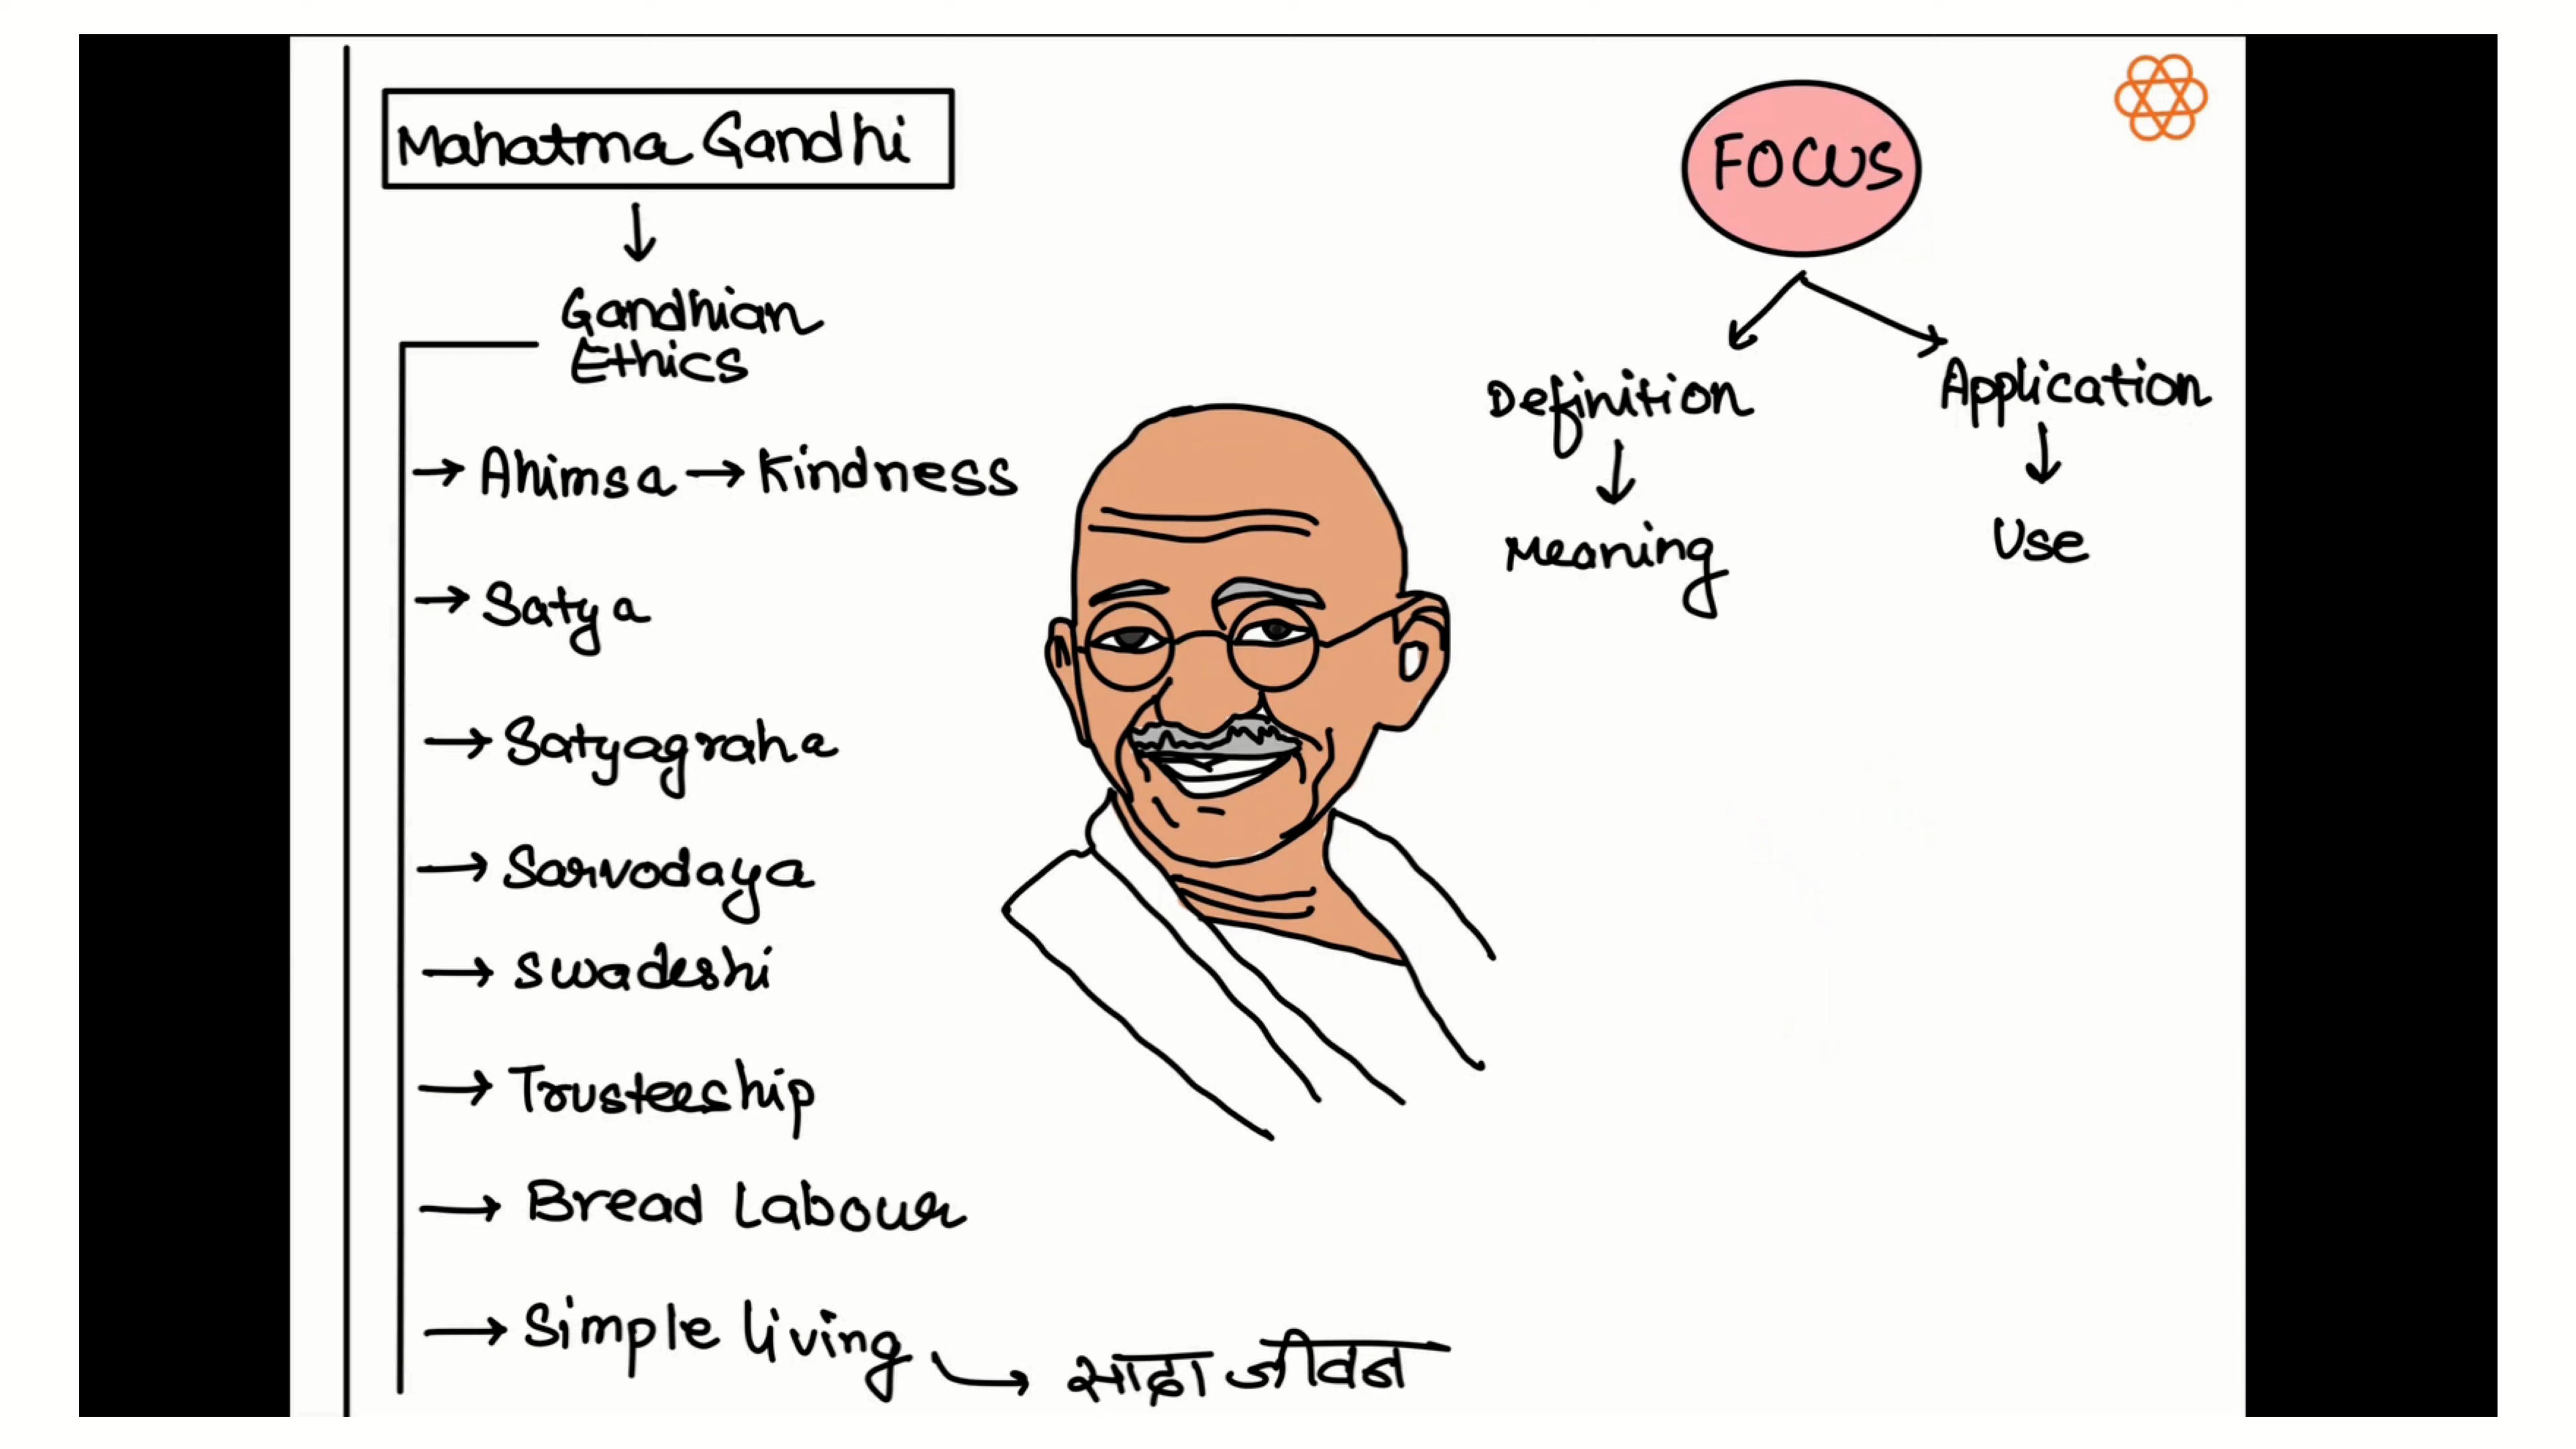 Mahatma Gandhi
Gandhian
Ethics
Ahimsa → Kindness
Satya
Satyagraha
Sarvodaya
Swadeshi
Trusteeship
Bread Labour
Simple living → सादा जीवन
FOCUS
Definition
Meaning
Application
Use